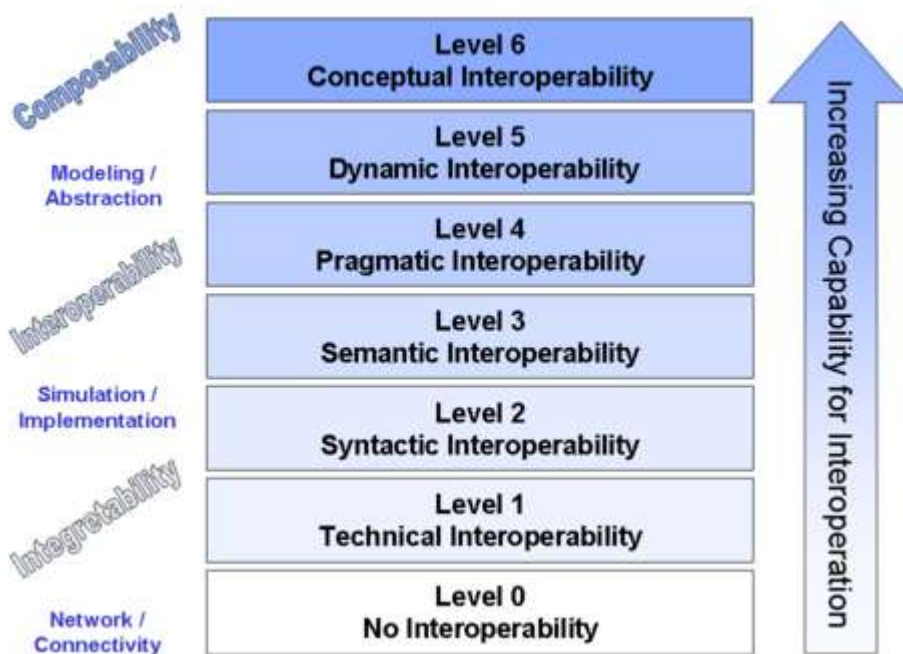 Composability
Modeling /
Abstraction
Interoperability
Simulation /
Implementation
Integretability
Network /
Connectivity
Level 6
Conceptual Interoperability
Level 5
Dynamic Interoperability
Level 4
Pragmatic Interoperability
Level 3
Semantic Interoperability
Level 2
Syntactic Interoperability
Level 1
Technical Interoperability
Level 0
No Interoperability
Increasing Capability for Interoperation